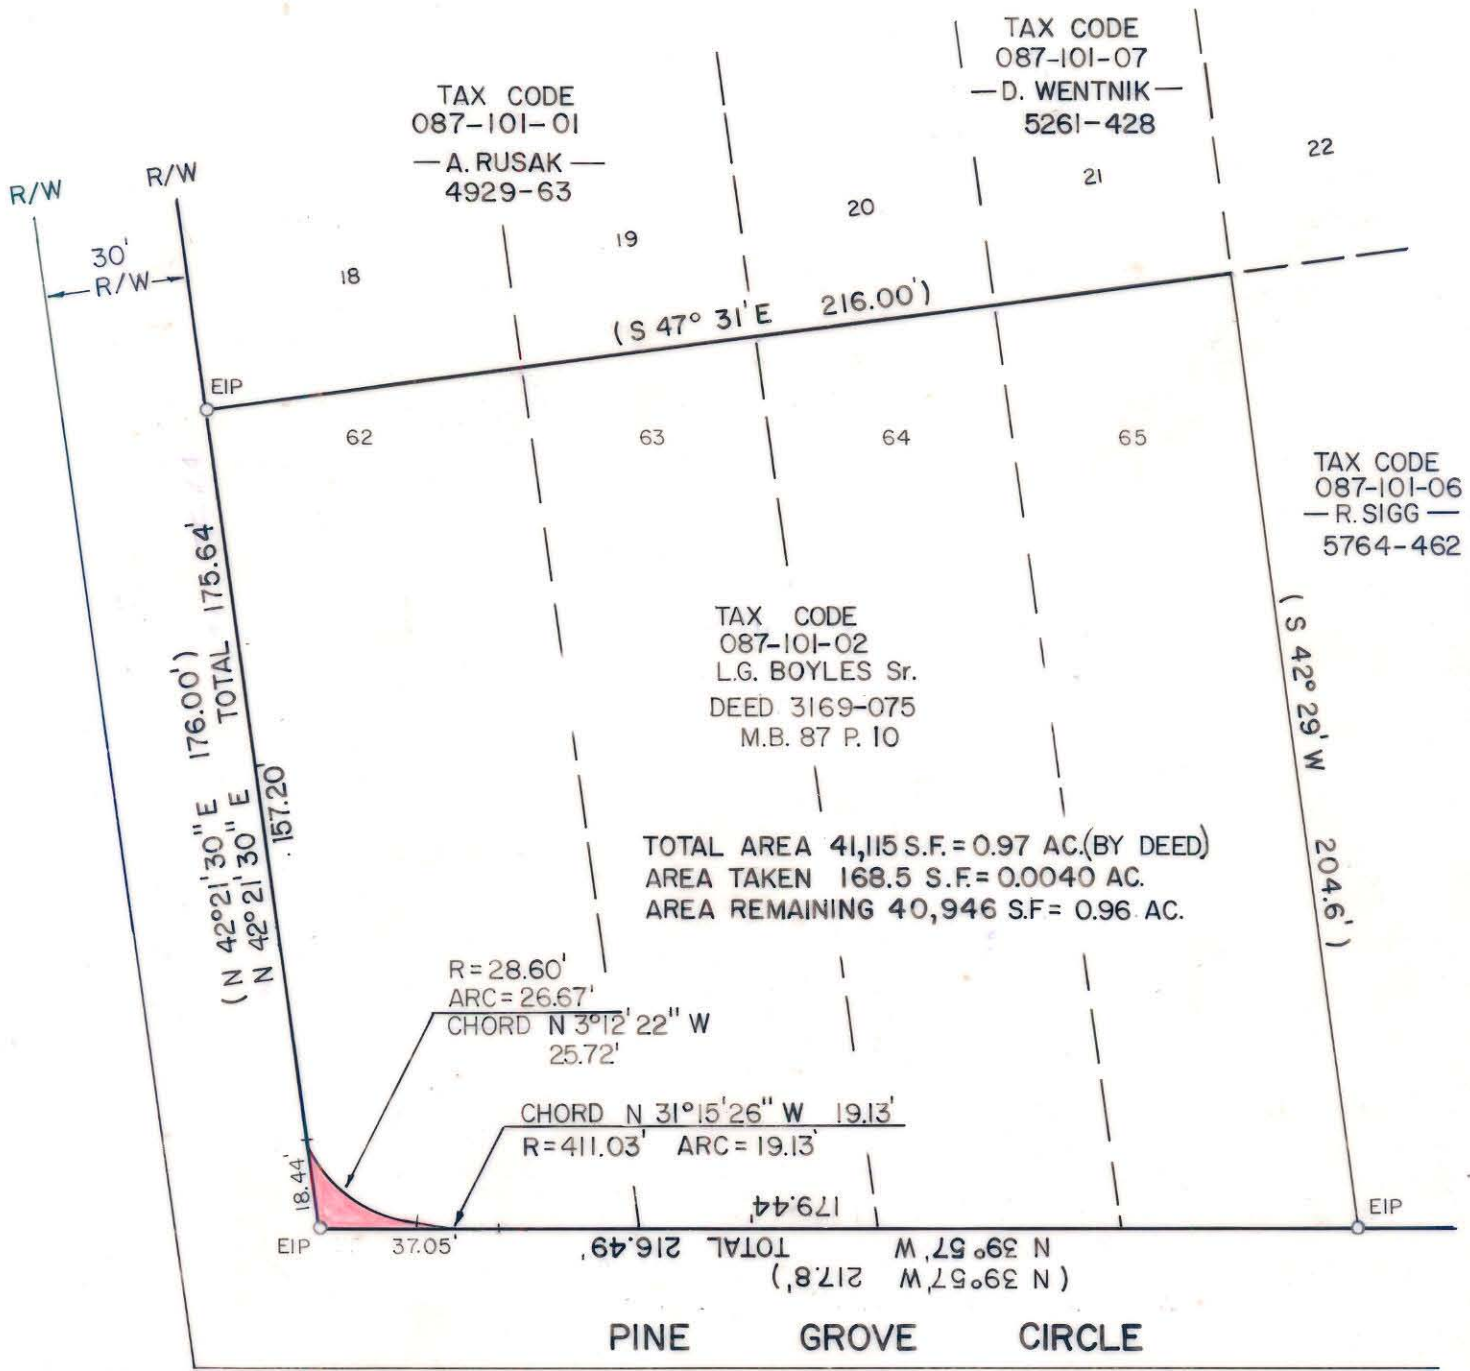 TAX CODE
087-101-07
—D. WENTNIK—
5261-428
TAX CODE
087-101-01
—A. RUSAK—
4929-63
R/W
R/W
30'
R/W
18
19
20
21
22
(S 47° 31' E 216.00')
EIP
62
63
64
65
TAX CODE
087-101-06
—R. SIGG—
5764-462
(N 42°21'30" E 176.00')
N 42°21'30" E TOTAL 175.64'
157.20'
TAX CODE
087-101-02
L.G. BOYLES Sr.
DEED 3169-075
M.B. 87 P. 10
(S 42° 29' W 204.6')
TOTAL AREA 41,115 S.F. = 0.97 AC.(BY DEED)
AREA TAKEN 168.5 S.F. = 0.0040 AC.
AREA REMAINING 40,946 S.F = 0.96 AC.
R = 28.60'
ARC = 26.67'
CHORD N 3°12'22" W
25.72'
CHORD N 31°15'26" W 19.13'
R = 411.03' ARC = 19.13'
18.44'
179.44'
EIP
EIP
37.05'
N 39°57' W TOTAL 216.49'
(N 39°57' W 217.8')
PINE GROVE CIRCLE